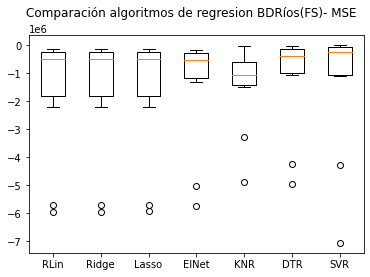 Comparación algoritmos de regresion BDRíos(FS)- MSE
1e6
0
−1
−2
−3
−4
−5
−6
−7
RLin Ridge Lasso ElNet KNR DTR SVR